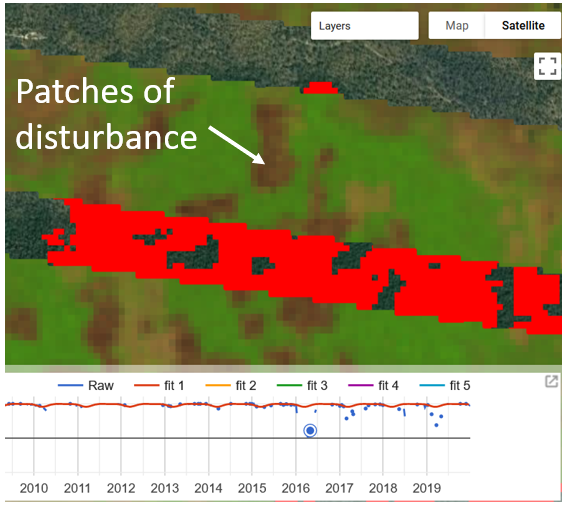 Layers
Map Satellite
Patches of
disturbance
Raw fit 1 fit 2 fit 3 fit 4 fit 5
2010 2011 2012 2013 2014 2015 2016 2017 2018 2019